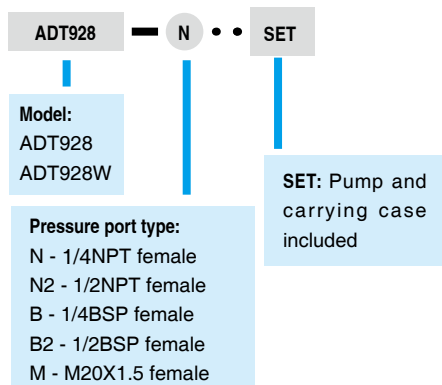 ADT928 N SET
Model:
ADT928
ADT928W
Pressure port type:
N - 1/4NPT female
N2 - 1/2NPT female
B - 1/4BSP female
B2 - 1/2BSP female
M - M20X1.5 female
SET: Pump and
carrying case
included